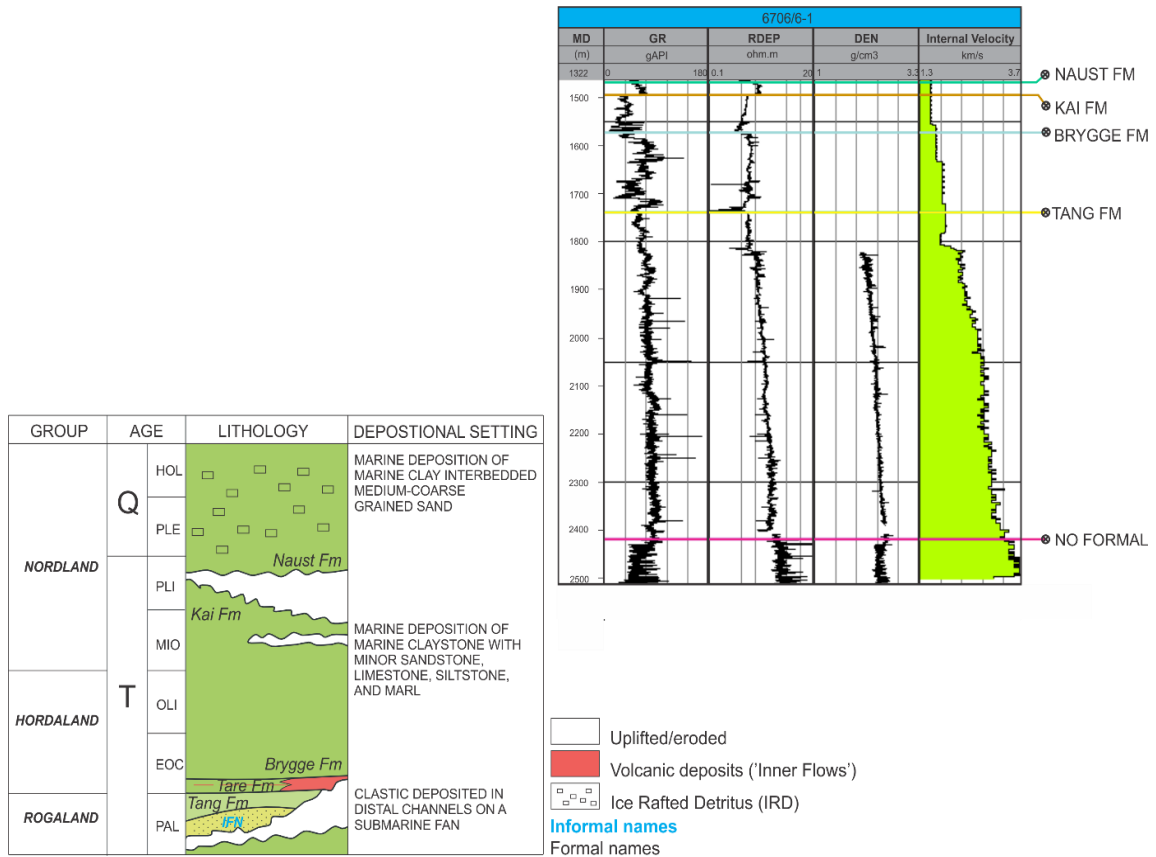 6706/6-1
MD GR RDEP DEN Internal Velocity
(m) gAPI ohm.m g/cm3 km/s
1322 0 180 0.1 20 1 3.3 1.3 3.7
NAUST FM
1500
KAI FM
BRYGGE FM
1600
1700
TANG FM
1800
1900
2000
2100
2200
2300
2400
NO FORMAL
2500
GROUP AGE LITHOLOGY DEPOSTIONAL SETTING
NORDLAND
HORDALAND
ROGALAND
Q
T
HOL
PLE
PLI
MIO
OLI
EOC
PAL
Naust Fm
Kai Fm
Brygge Fm
Tare Fm
Tang Fm
IFN
MARINE DEPOSITION OF
MARINE CLAY INTERBEDDED
MEDIUM-COARSE
GRAINED SAND
MARINE DEPOSITION OF
MARINE CLAYSTONE WITH
MINOR SANDSTONE,
LIMESTONE, SILTSTONE,
AND MARL
CLASTIC DEPOSITED IN
DISTAL CHANNELS ON A
SUBMARINE FAN
Uplifted/eroded
Volcanic deposits ('Inner Flows')
Ice Rafted Detritus (IRD)
Informal names
Formal names